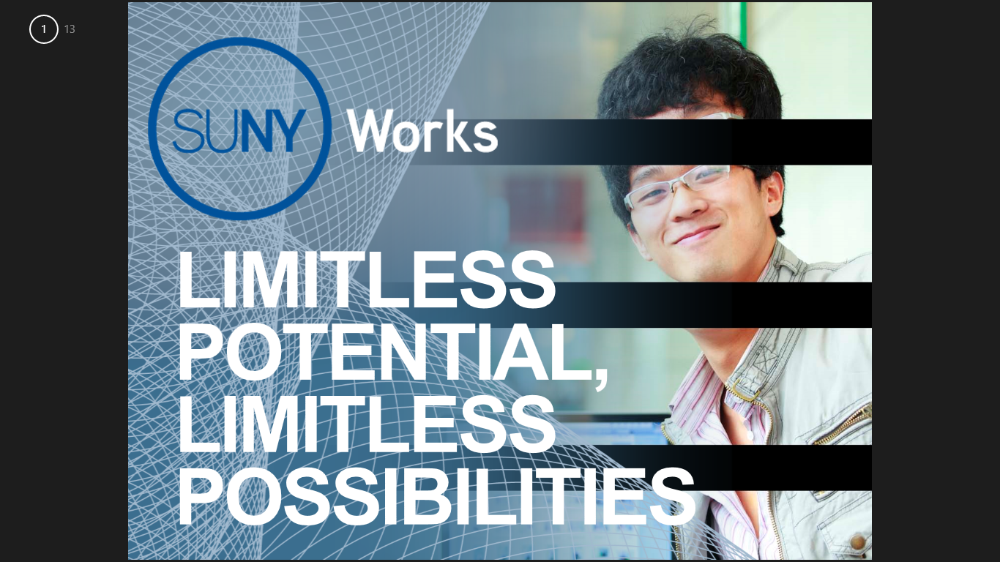 1 13
SUNY Works
LIMITLESS
POTENTIAL,
LIMITLESS
POSSIBILITIES